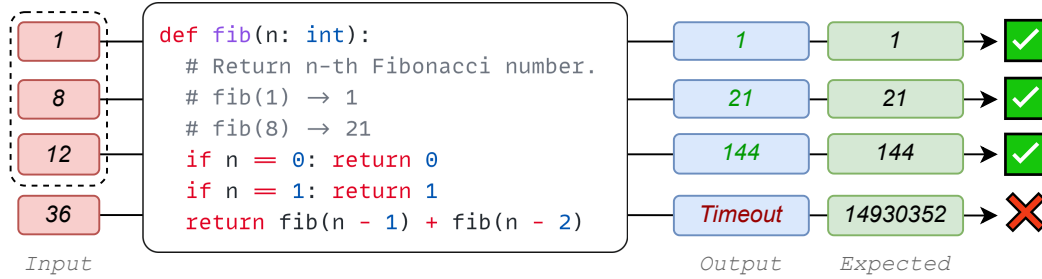 1
8
12
36
Input
def fib(n: int):
# Return n-th Fibonacci number.
# fib(1) → 1
# fib(8) → 21
if n == 0: return 0
if n == 1: return 1
return fib(n - 1) + fib(n - 2)
1
21
144
Timeout
Output
1
21
144
14930352
Expected